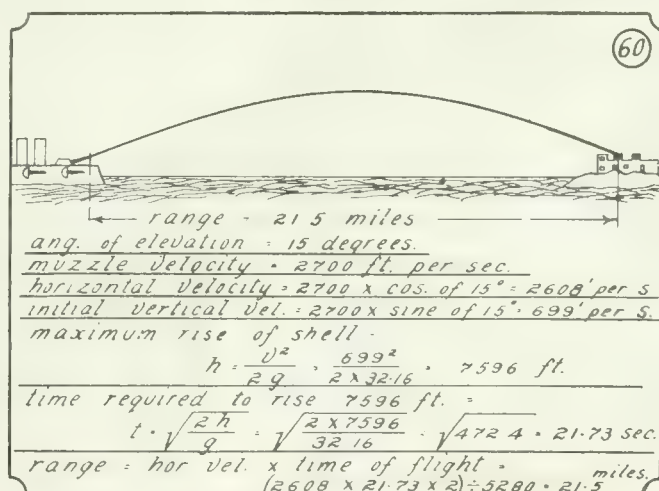 60
range = 21.5 miles
ang. of elevation = 15 degrees.
muzzle velocity = 2700 ft. per sec.
horizontal velocity = 2700 x cos. of 15° = 2608' per s
initial vertical vel. = 2700 x sine of 15° = 699' per s.
maximum rise of shell -
h = v²/2g = 699²/2 x 32.16 = 7596 ft.
time required to rise 7596 ft. =
t = √2h/g = √2 x 7596/32.16 = √472.4 = 21.73 sec.
range = hor vel. x time of flight =
(2608 x 21.73 x 2) ÷ 5280 = 21.5 miles.